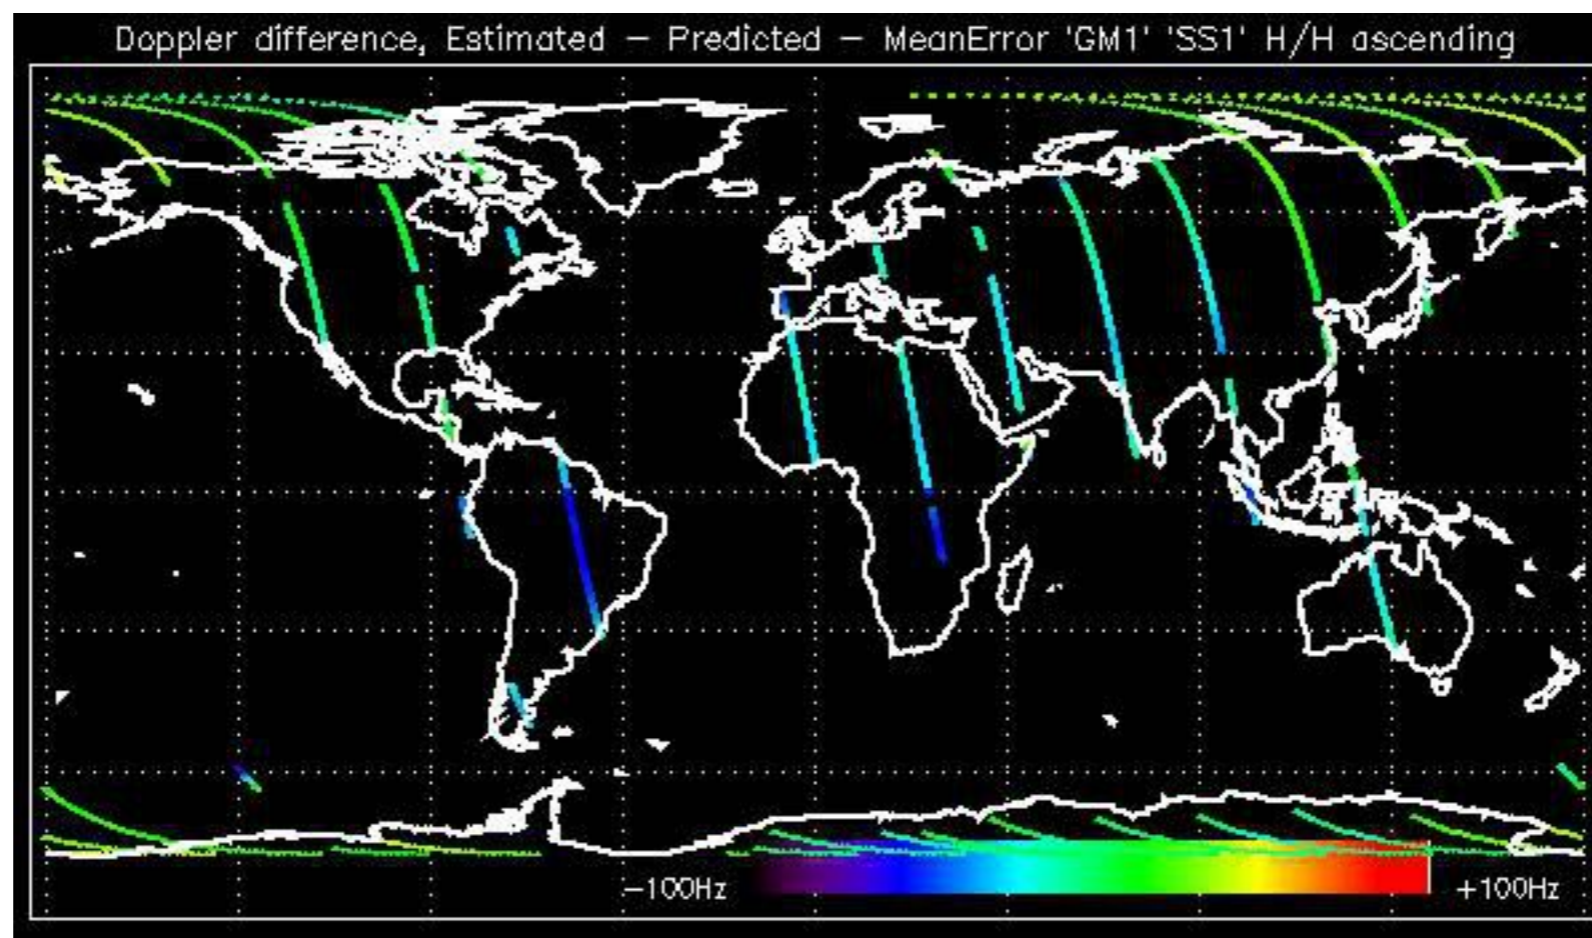 Doppler difference, Estimated – Predicted – MeanError 'GM1' 'SS1' H/H ascending
-100Hz
+100Hz